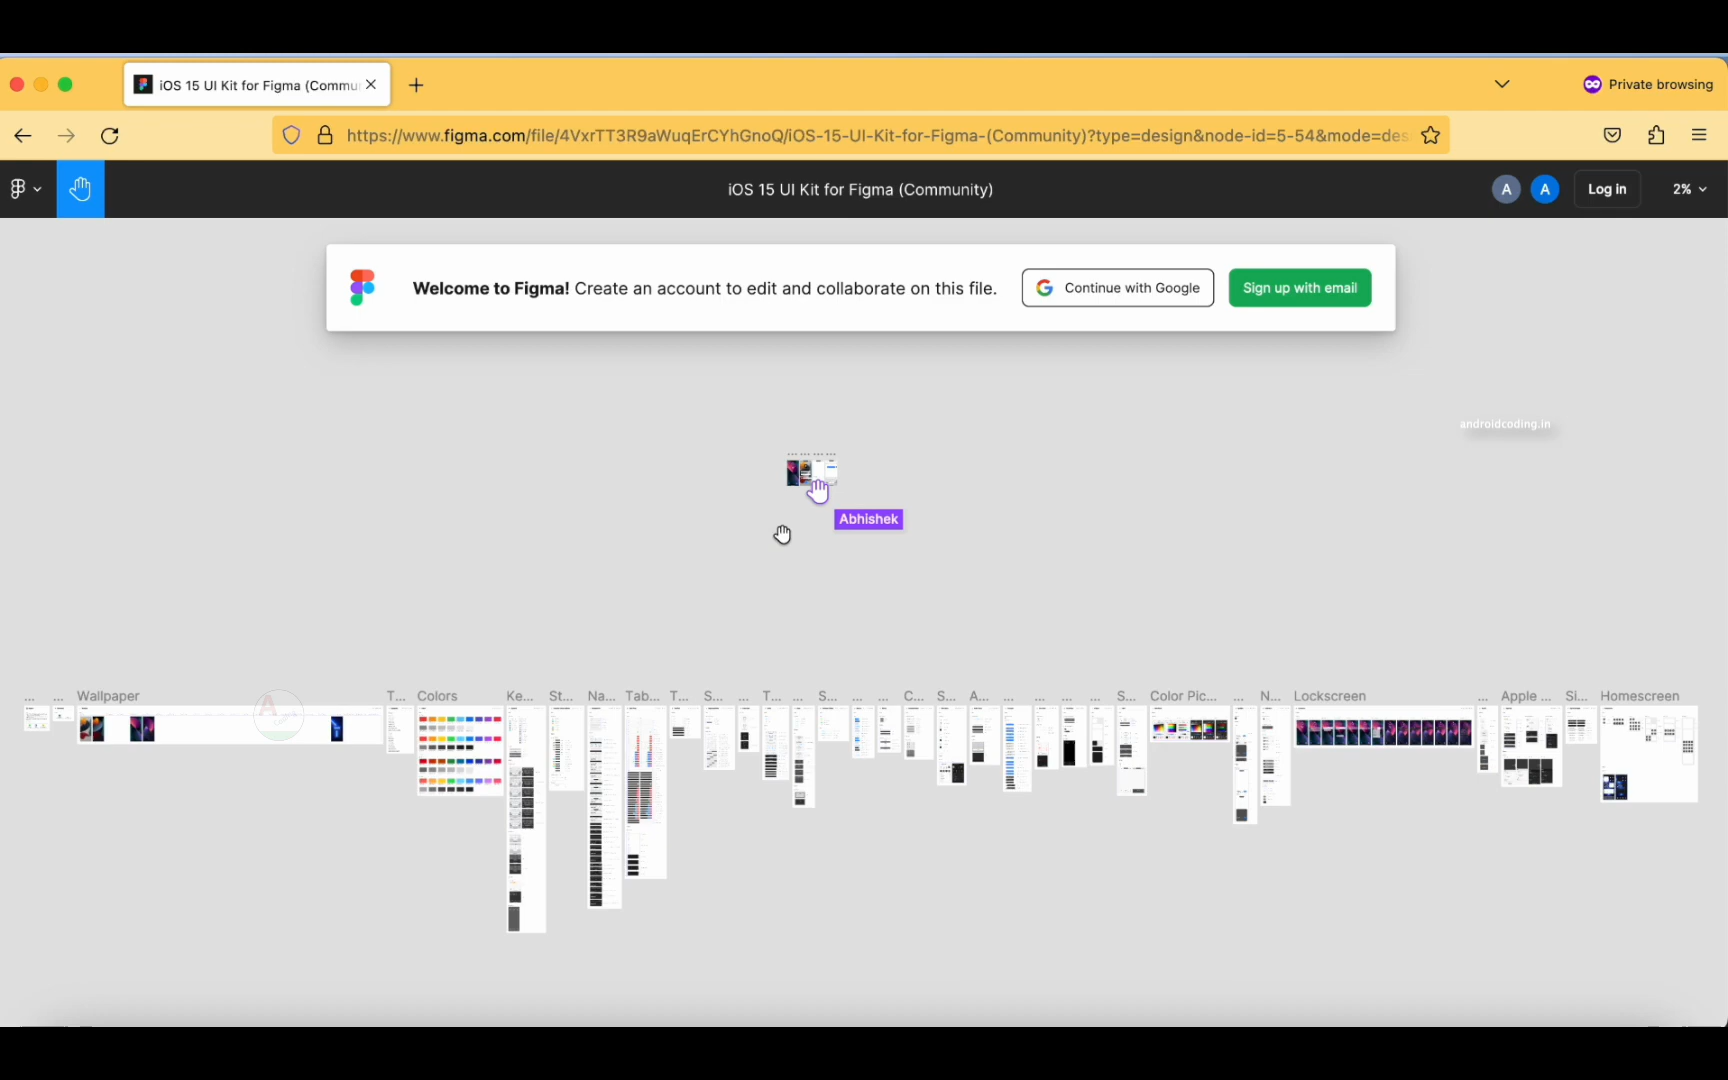 iOS 15 UI Kit for Figma (Commu
Private browsing
https://www.figma.com/file/4VxrTT3R9aWuqErCYhGnoQ/iOS-15-UI-Kit-for-Figma-(Community)?type=design&node-id=5-54&mode=des
iOS 15 UI Kit for Figma (Community)
A
A
Log in
2%
Welcome to Figma! Create an account to edit and collaborate on this file.
Continue with Google
Sign up with email
androidcoding.in
Abhishek
... ... Wallpaper T... Colors Ke... St... Na... Tab... T... S... ... T... ... S... ... ... C... S... A... ... ... ... ... S... Color Pic... ... N... Lockscreen ... Apple ... Si... Homescreen